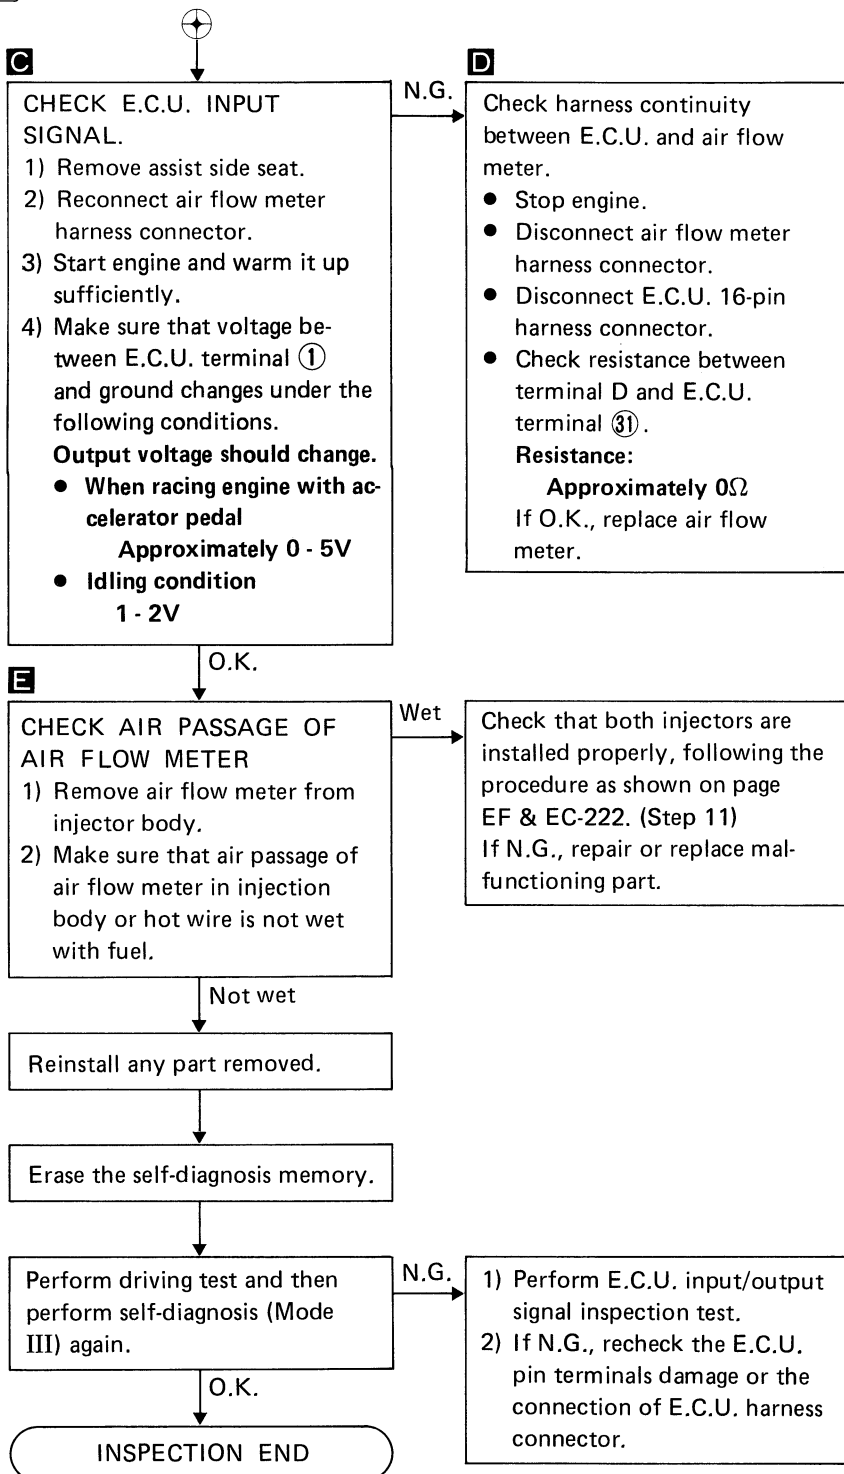 C
CHECK E.C.U. INPUT
SIGNAL.
1) Remove assist side seat.
2) Reconnect air flow meter
harness connector.
3) Start engine and warm it up
sufficiently.
4) Make sure that voltage be-
tween E.C.U. terminal ①
and ground changes under the
following conditions.
Output voltage should change.
● When racing engine with ac-
celerator pedal
Approximately 0 - 5V
● Idling condition
1 - 2V
N.G.
D
Check harness continuity
between E.C.U. and air flow
meter.
● Stop engine.
● Disconnect air flow meter
harness connector.
● Disconnect E.C.U. 16-pin
harness connector.
● Check resistance between
terminal D and E.C.U.
terminal ㉛.
Resistance:
Approximately 0Ω
If O.K., replace air flow
meter.
O.K.
E
CHECK AIR PASSAGE OF
AIR FLOW METER
1) Remove air flow meter from
injector body.
2) Make sure that air passage of
air flow meter in injection
body or hot wire is not wet
with fuel.
Wet
Check that both injectors are
installed properly, following the
procedure as shown on page
EF & EC-222. (Step 11)
If N.G., repair or replace mal-
functioning part.
Not wet
Reinstall any part removed.
Erase the self-diagnosis memory.
Perform driving test and then
perform self-diagnosis (Mode
III) again.
N.G.
1) Perform E.C.U. input/output
signal inspection test.
2) If N.G., recheck the E.C.U.
pin terminals damage or the
connection of E.C.U. harness
connector.
O.K.
INSPECTION END